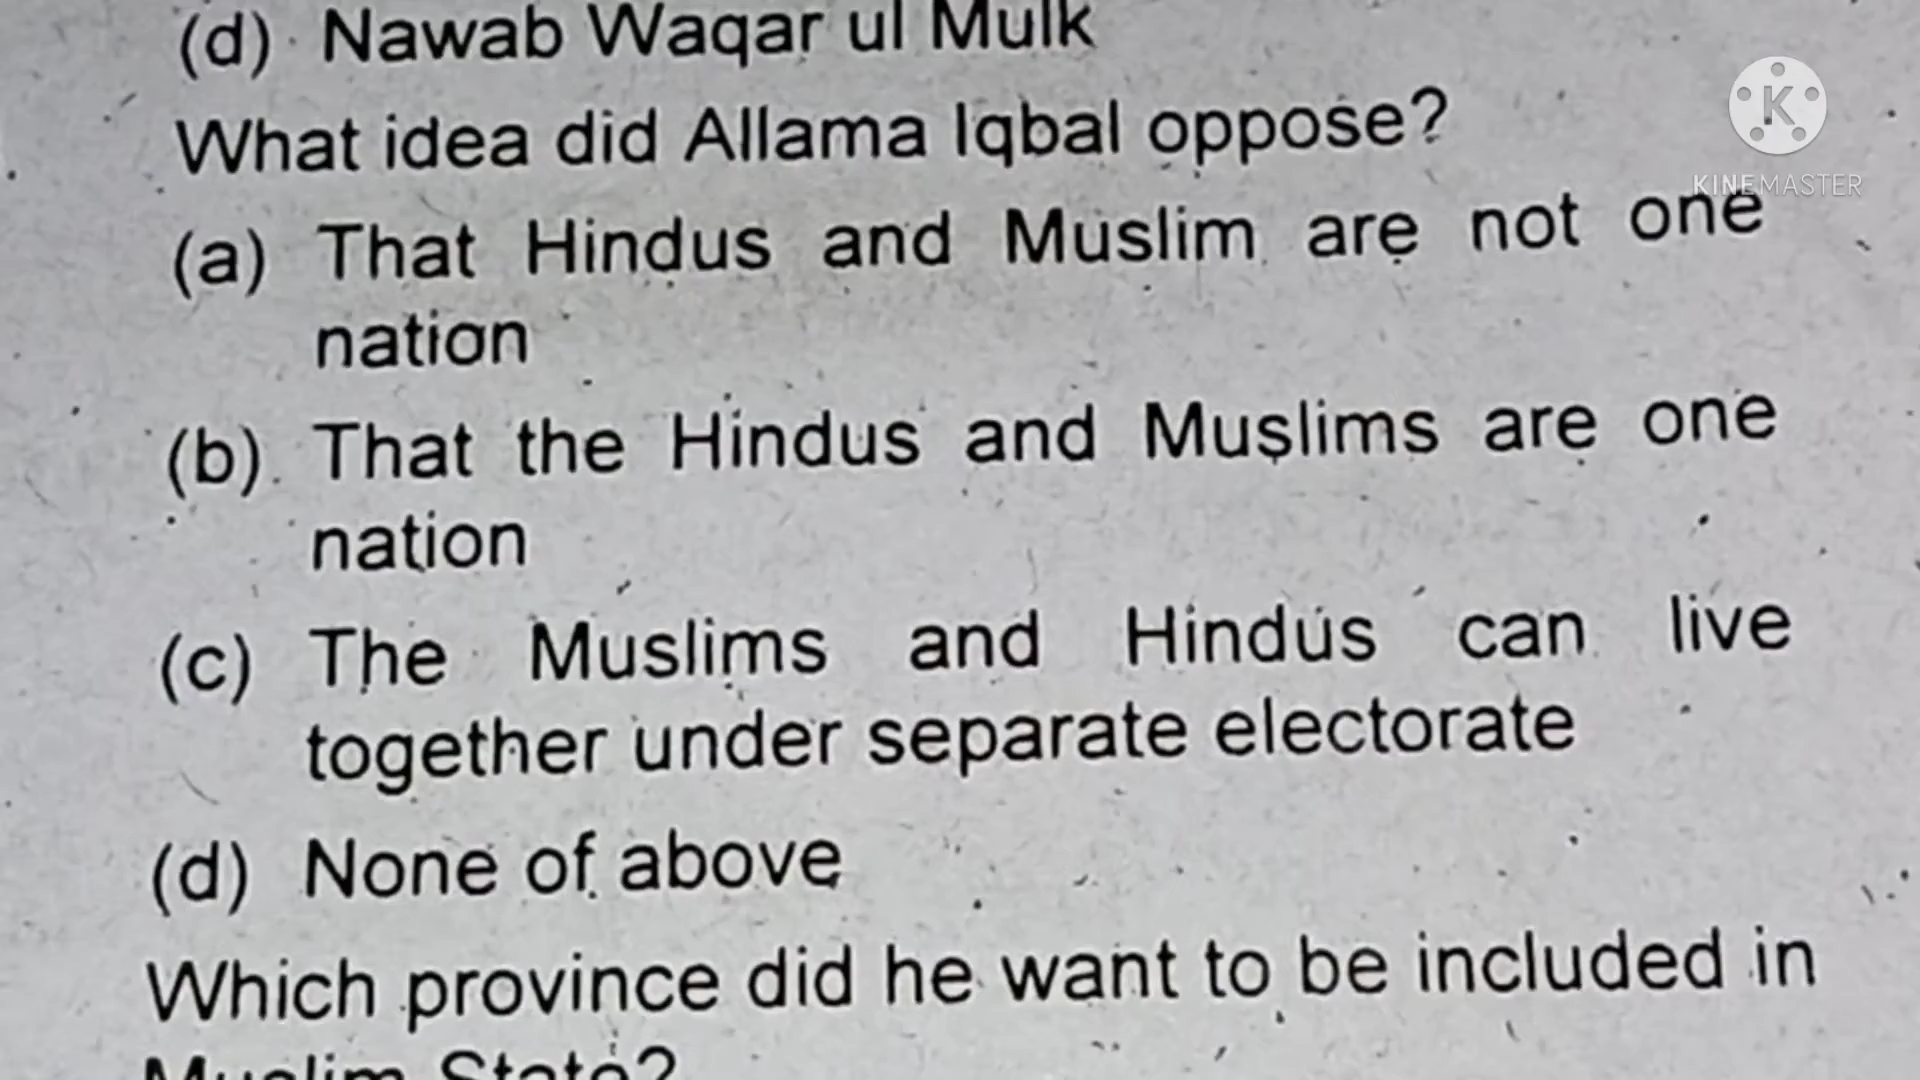 (d) Nawab Waqar ul Mulk
What idea did Allama Iqbal oppose?
K
KINEMASTER
(a) That Hindus and Muslim are not one
nation
(b) That the Hindus and Muslims are one
nation
(c) The Muslims and Hindus can live
together under separate electorate
(d) None of above
Which province did he want to be included in
Muslim State?